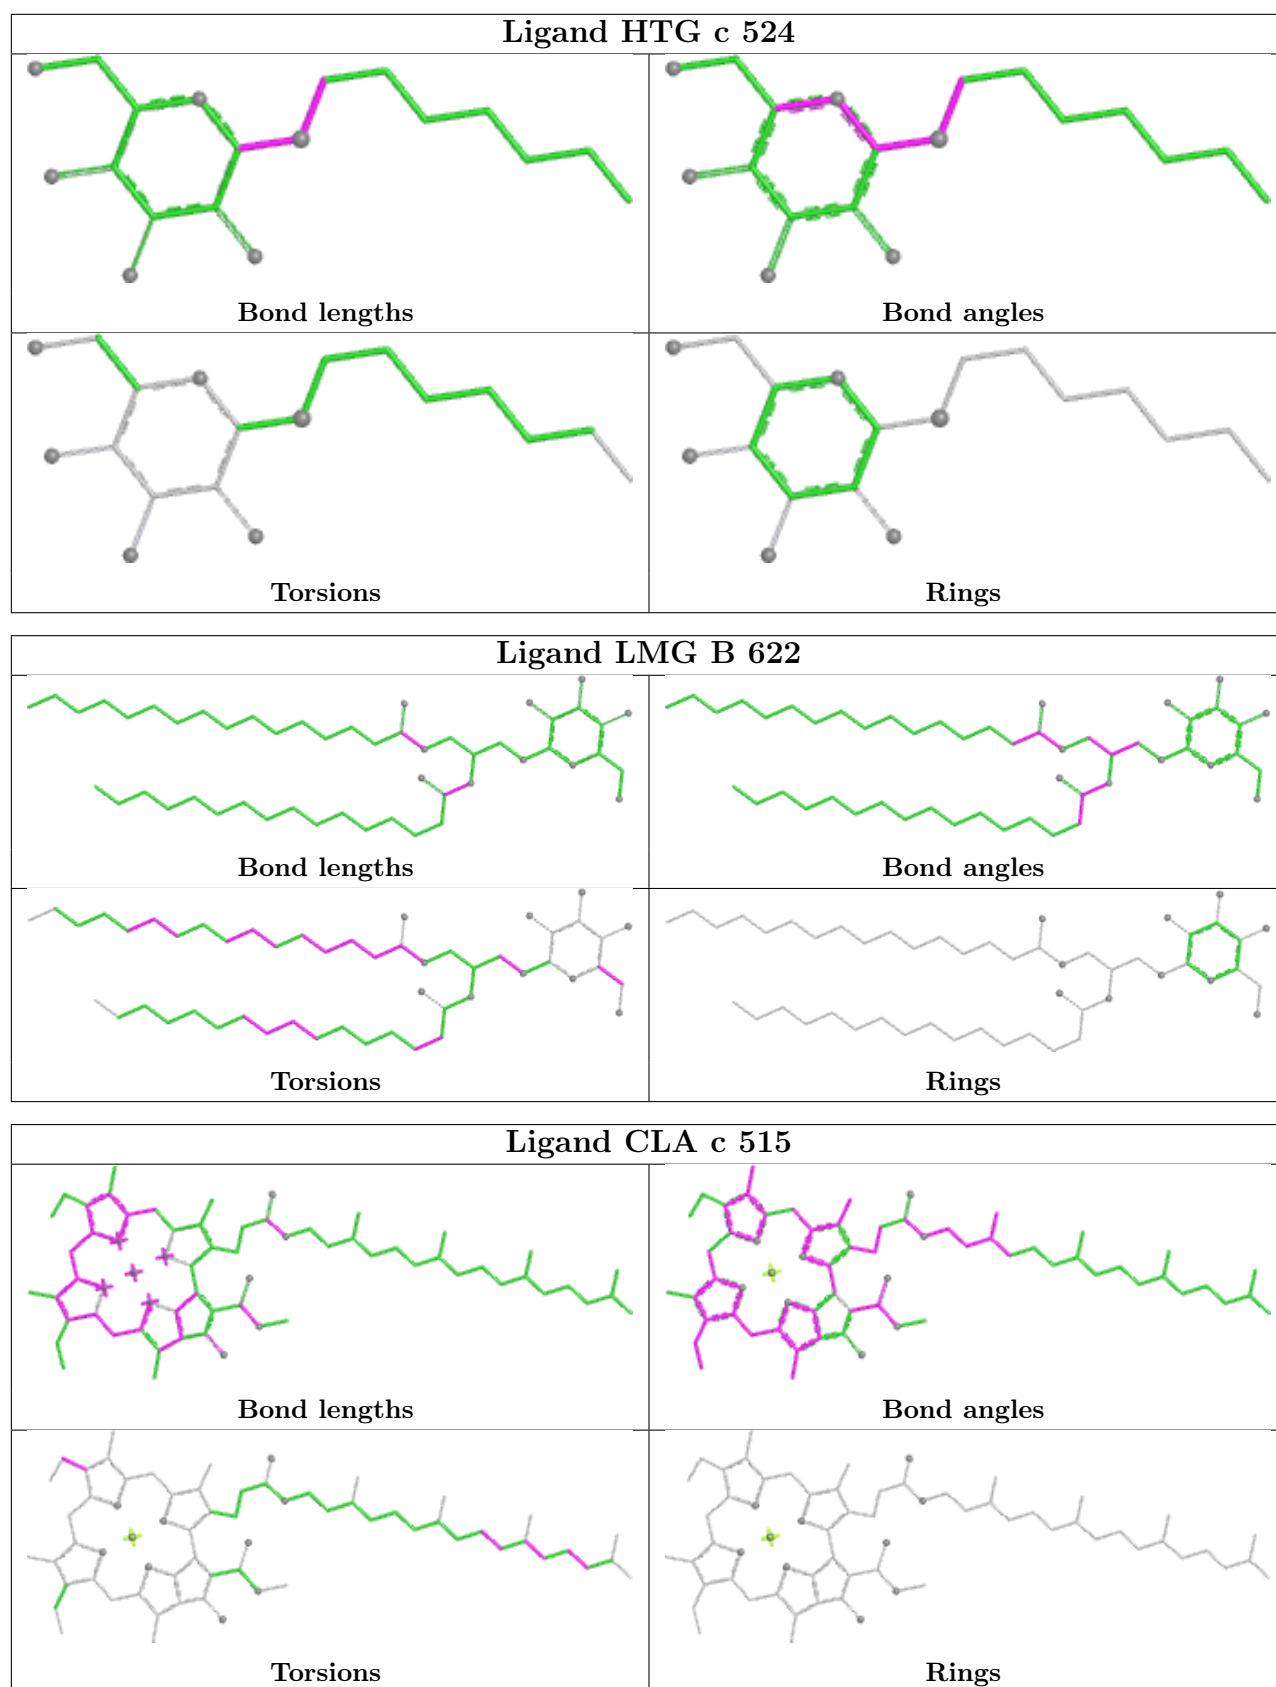 Ligand HTG c 524
Bond lengths
Bond angles
Torsions
Rings
Ligand LMG B 622
Bond lengths
Bond angles
Torsions
Rings
Ligand CLA c 515
Bond lengths
Bond angles
Torsions
Rings